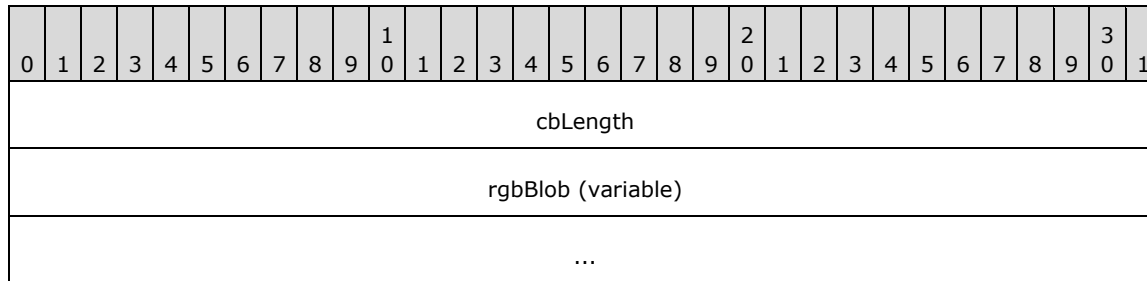 1 2 3
0 1 2 3 4 5 6 7 8 9 0 1 2 3 4 5 6 7 8 9 0 1 2 3 4 5 6 7 8 9 0 1
cbLength
rgbBlob (variable)
...